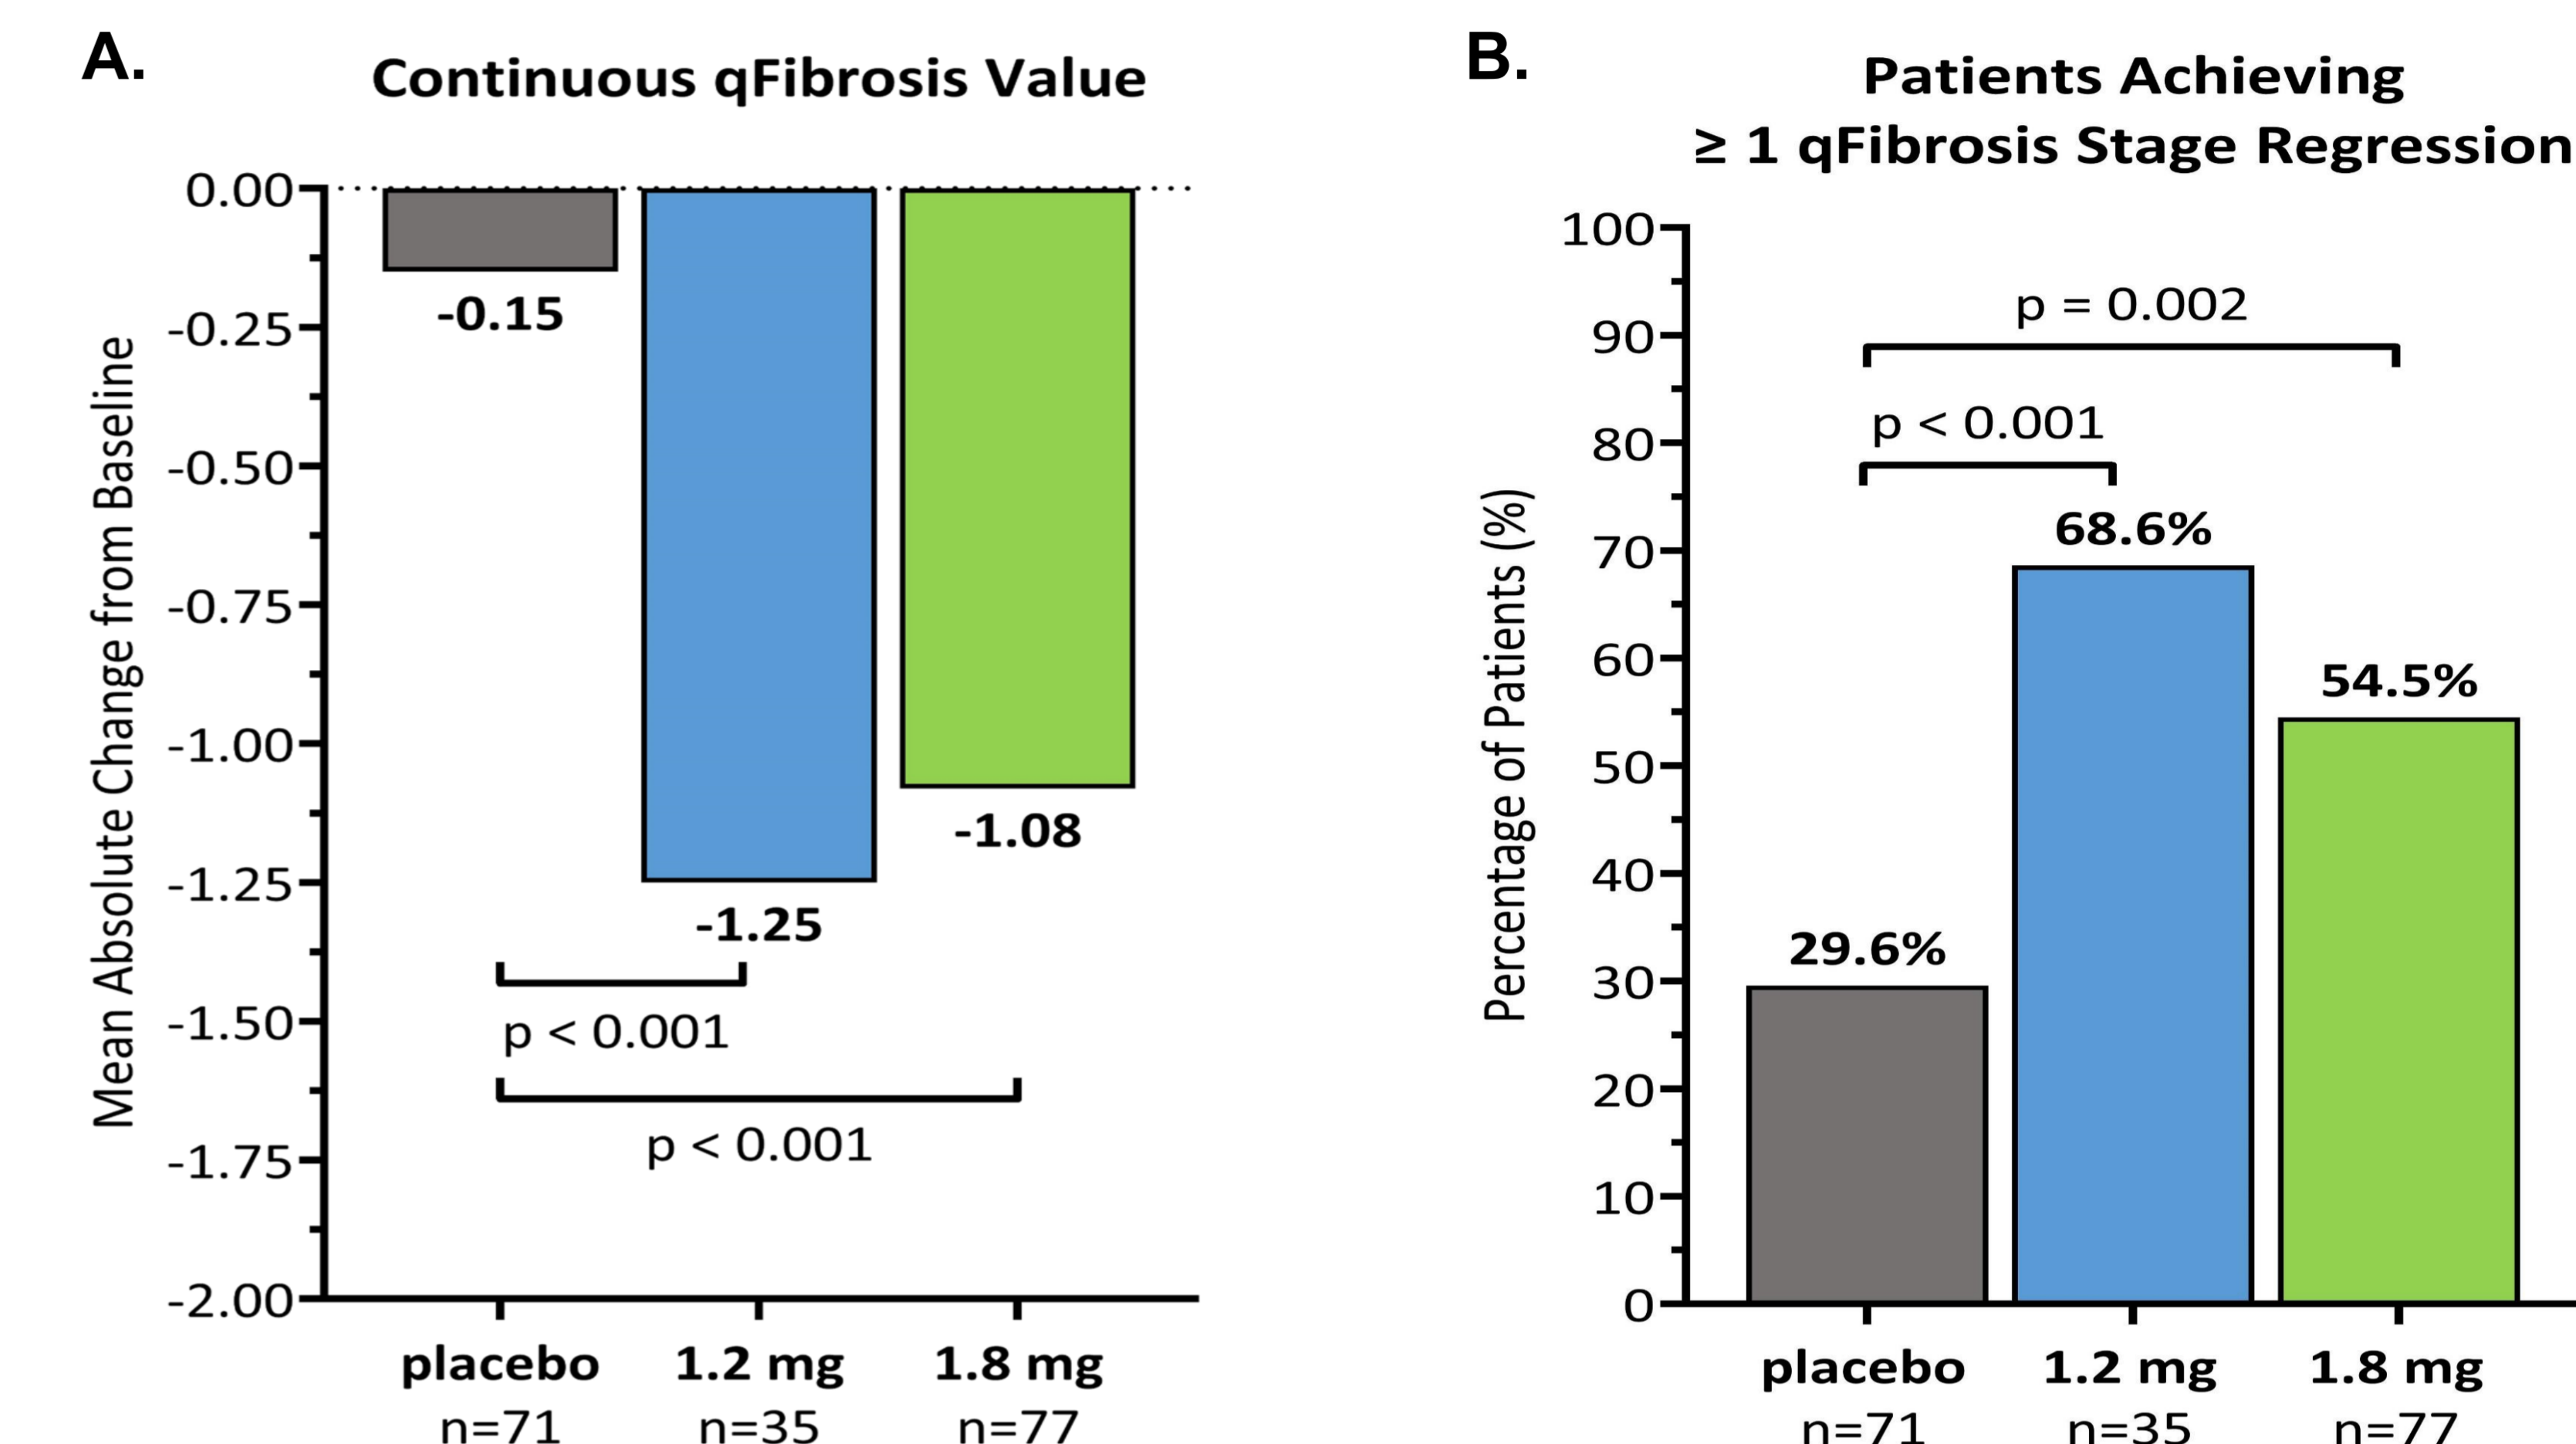 A.
Continuous qFibrosis Value
Mean Absolute Change from Baseline
0.00
-0.25
-0.50
-0.75
-1.00
-1.25
-1.50
-1.75
-2.00
-0.15
-1.25
-1.08
p < 0.001
p < 0.001
placebo 1.2 mg 1.8 mg
n=71 n=35 n=77
B.
Patients Achieving
≥ 1 qFibrosis Stage Regression
Percentage of Patients (%)
100
90
80
70
60
50
40
30
20
10
0
p = 0.002
p < 0.001
68.6%
54.5%
29.6%
placebo 1.2 mg 1.8 mg
n=71 n=35 n=77